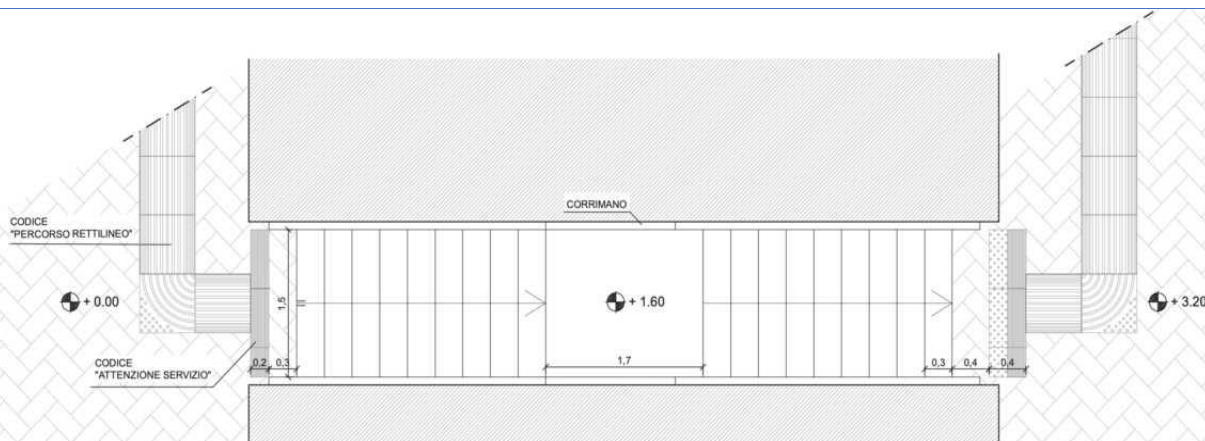 CORRIMANO
CODICE
"PERCORSO RETTILINEO"
+ 0.00
1,5
+ 1.60
+ 3.20
CODICE
"ATTENZIONE SERVIZIO"
0,2
0,3
1,7
0,3
0,4
0,4